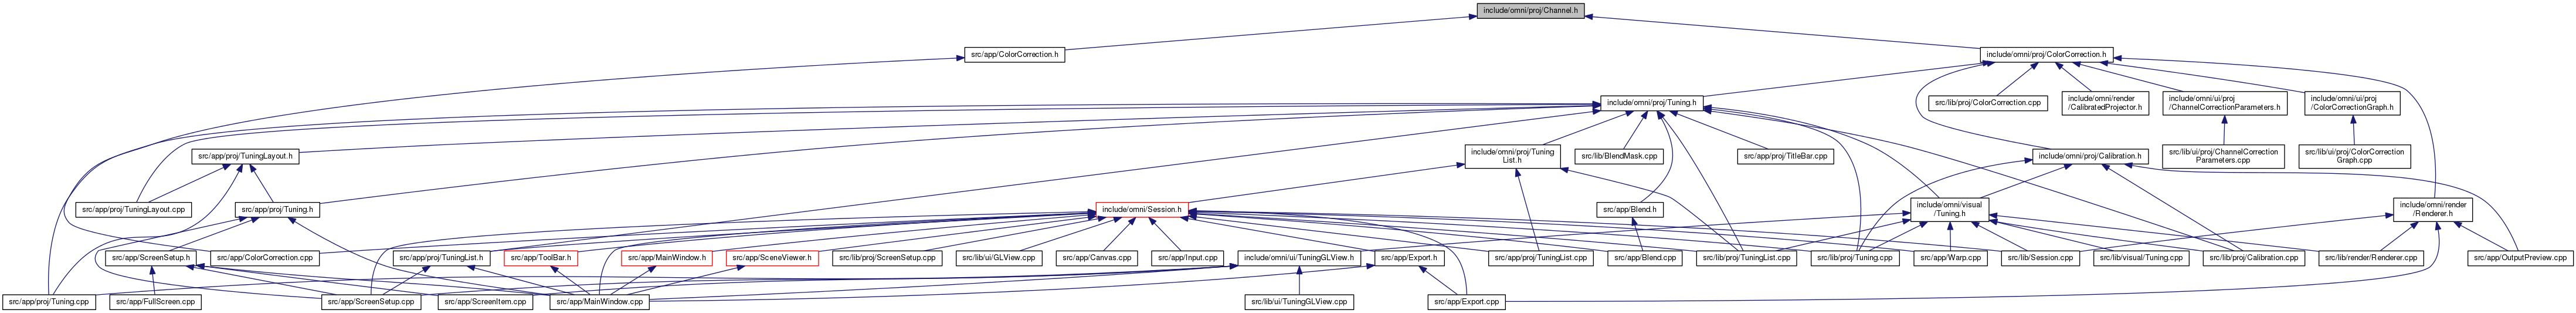 include/omni/proj/Channel.h
src/app/ColorCorrection.h
include/omni/proj/ColorCorrection.h
include/omni/proj/Tuning.h
src/lib/proj/ColorCorrection.cpp
include/omni/render
/CalibratedProjector.h
include/omni/ui/proj
/ChannelCorrectionParameters.h
include/omni/ui/proj
/ColorCorrectionGraph.h
src/app/proj/TuningLayout.h
include/omni/proj/Tuning
List.h
src/lib/BlendMask.cpp
src/app/proj/TitleBar.cpp
include/omni/proj/Calibration.h
src/lib/ui/proj/ChannelCorrection
Parameters.cpp
src/lib/ui/proj/ColorCorrection
Graph.cpp
src/app/proj/TuningLayout.cpp
src/app/proj/Tuning.h
include/omni/Session.h
src/app/Blend.h
include/omni/visual
/Tuning.h
include/omni/render
/Renderer.h
src/app/ScreenSetup.h
src/app/ColorCorrection.cpp
src/app/proj/TuningList.h
src/app/ToolBar.h
src/app/MainWindow.h
src/app/SceneViewer.h
src/lib/proj/ScreenSetup.cpp
src/lib/ui/GLView.cpp
src/app/Canvas.cpp
src/app/Input.cpp
include/omni/ui/TuningGLView.h
src/app/Export.h
src/app/proj/TuningList.cpp
src/app/Blend.cpp
src/lib/proj/TuningList.cpp
src/lib/proj/Tuning.cpp
src/app/Warp.cpp
src/lib/Session.cpp
src/lib/visual/Tuning.cpp
src/lib/proj/Calibration.cpp
src/lib/render/Renderer.cpp
src/app/OutputPreview.cpp
src/app/proj/Tuning.cpp
src/app/FullScreen.cpp
src/app/ScreenSetup.cpp
src/app/ScreenItem.cpp
src/app/MainWindow.cpp
src/lib/ui/TuningGLView.cpp
src/app/Export.cpp